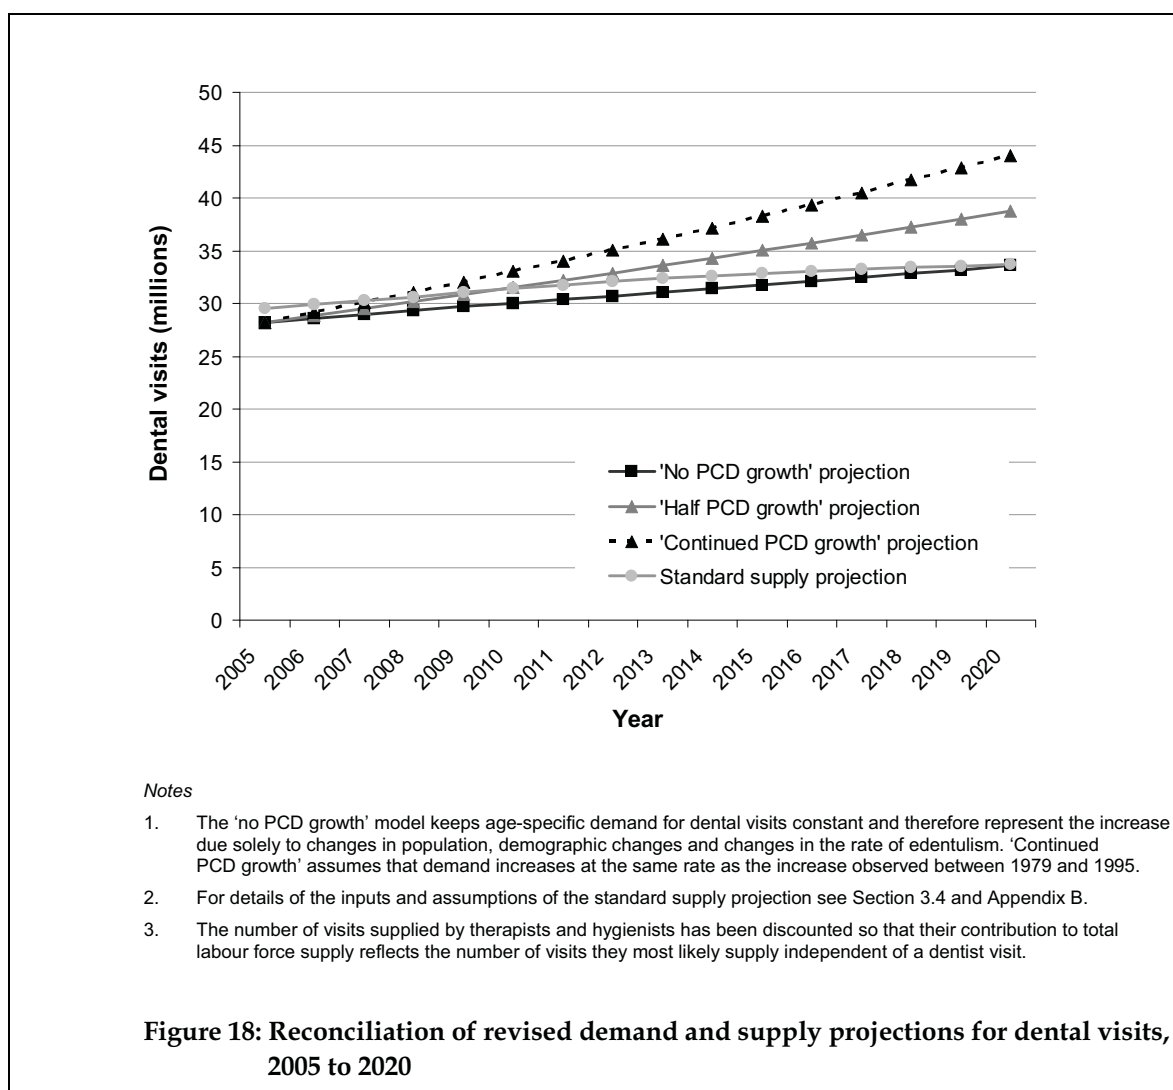 50
45
40
35
30
25
20
15
10
5
0
Dental visits (millions)
'No PCD growth' projection
'Half PCD growth' projection
'Continued PCD growth' projection
Standard supply projection
2005
2006
2007
2008
2009
2010
2011
2012
2013
2014
2015
2016
2017
2018
2019
2020
Year
Notes
1. The ‘no PCD growth’ model keeps age-specific demand for dental visits constant and therefore represent the increase
due solely to changes in population, demographic changes and changes in the rate of edentulism. ‘Continued
PCD growth’ assumes that demand increases at the same rate as the increase observed between 1979 and 1995.
2. For details of the inputs and assumptions of the standard supply projection see Section 3.4 and Appendix B.
3. The number of visits supplied by therapists and hygienists has been discounted so that their contribution to total
labour force supply reflects the number of visits they most likely supply independent of a dentist visit.
Figure 18: Reconciliation of revised demand and supply projections for dental visits,
2005 to 2020